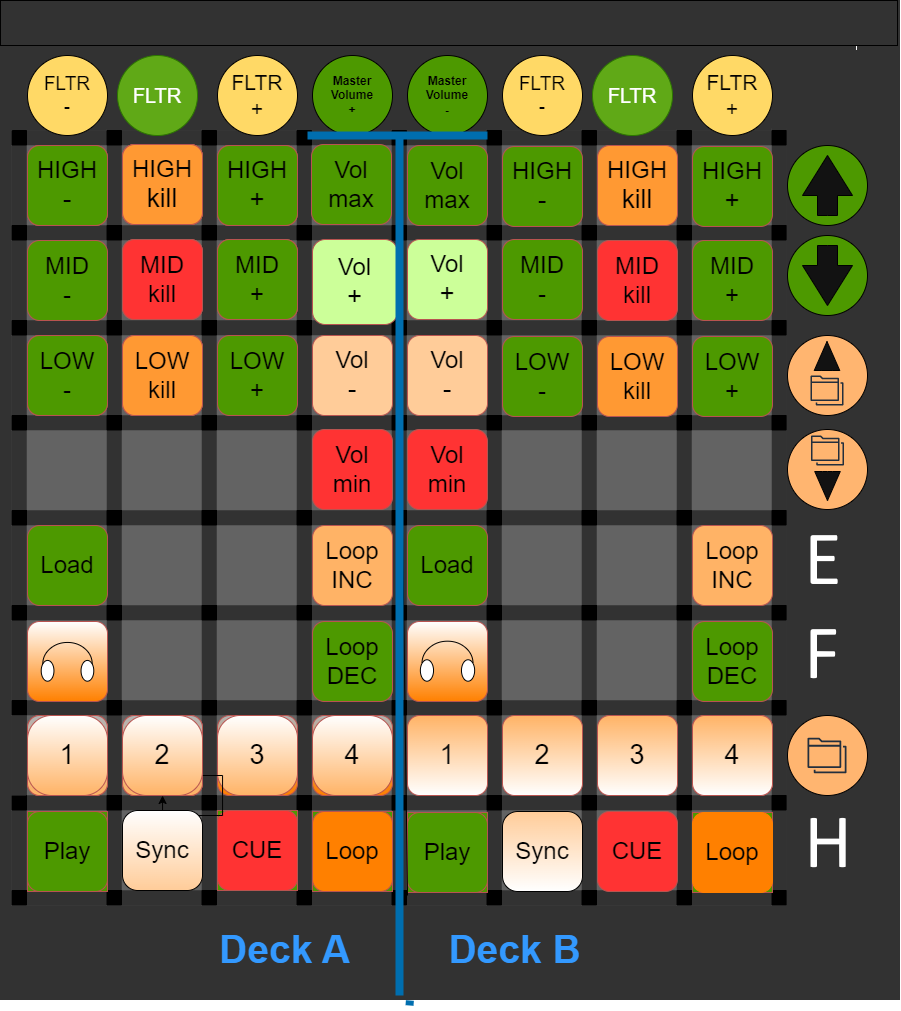 FLTR
-
FLTR
FLTR
+
Master
Volume
+
Master
Volume
-
FLTR
-
FLTR
FLTR
+
HIGH
-
HIGH
kill
HIGH
+
Vol
max
Vol
max
HIGH
-
HIGH
kill
HIGH
+
MID
-
MID
kill
MID
+
Vol
+
Vol
+
MID
-
MID
kill
MID
+
LOW
-
LOW
kill
LOW
+
Vol
-
Vol
-
LOW
-
LOW
kill
LOW
+
Vol
min
Vol
min
Load
Loop
INC
Load
Loop
INC
E
Loop
DEC
Loop
DEC
F
1
2
3
4
1
2
3
4
Play
Sync
CUE
Loop
Play
Sync
CUE
Loop
H
Deck A
Deck B